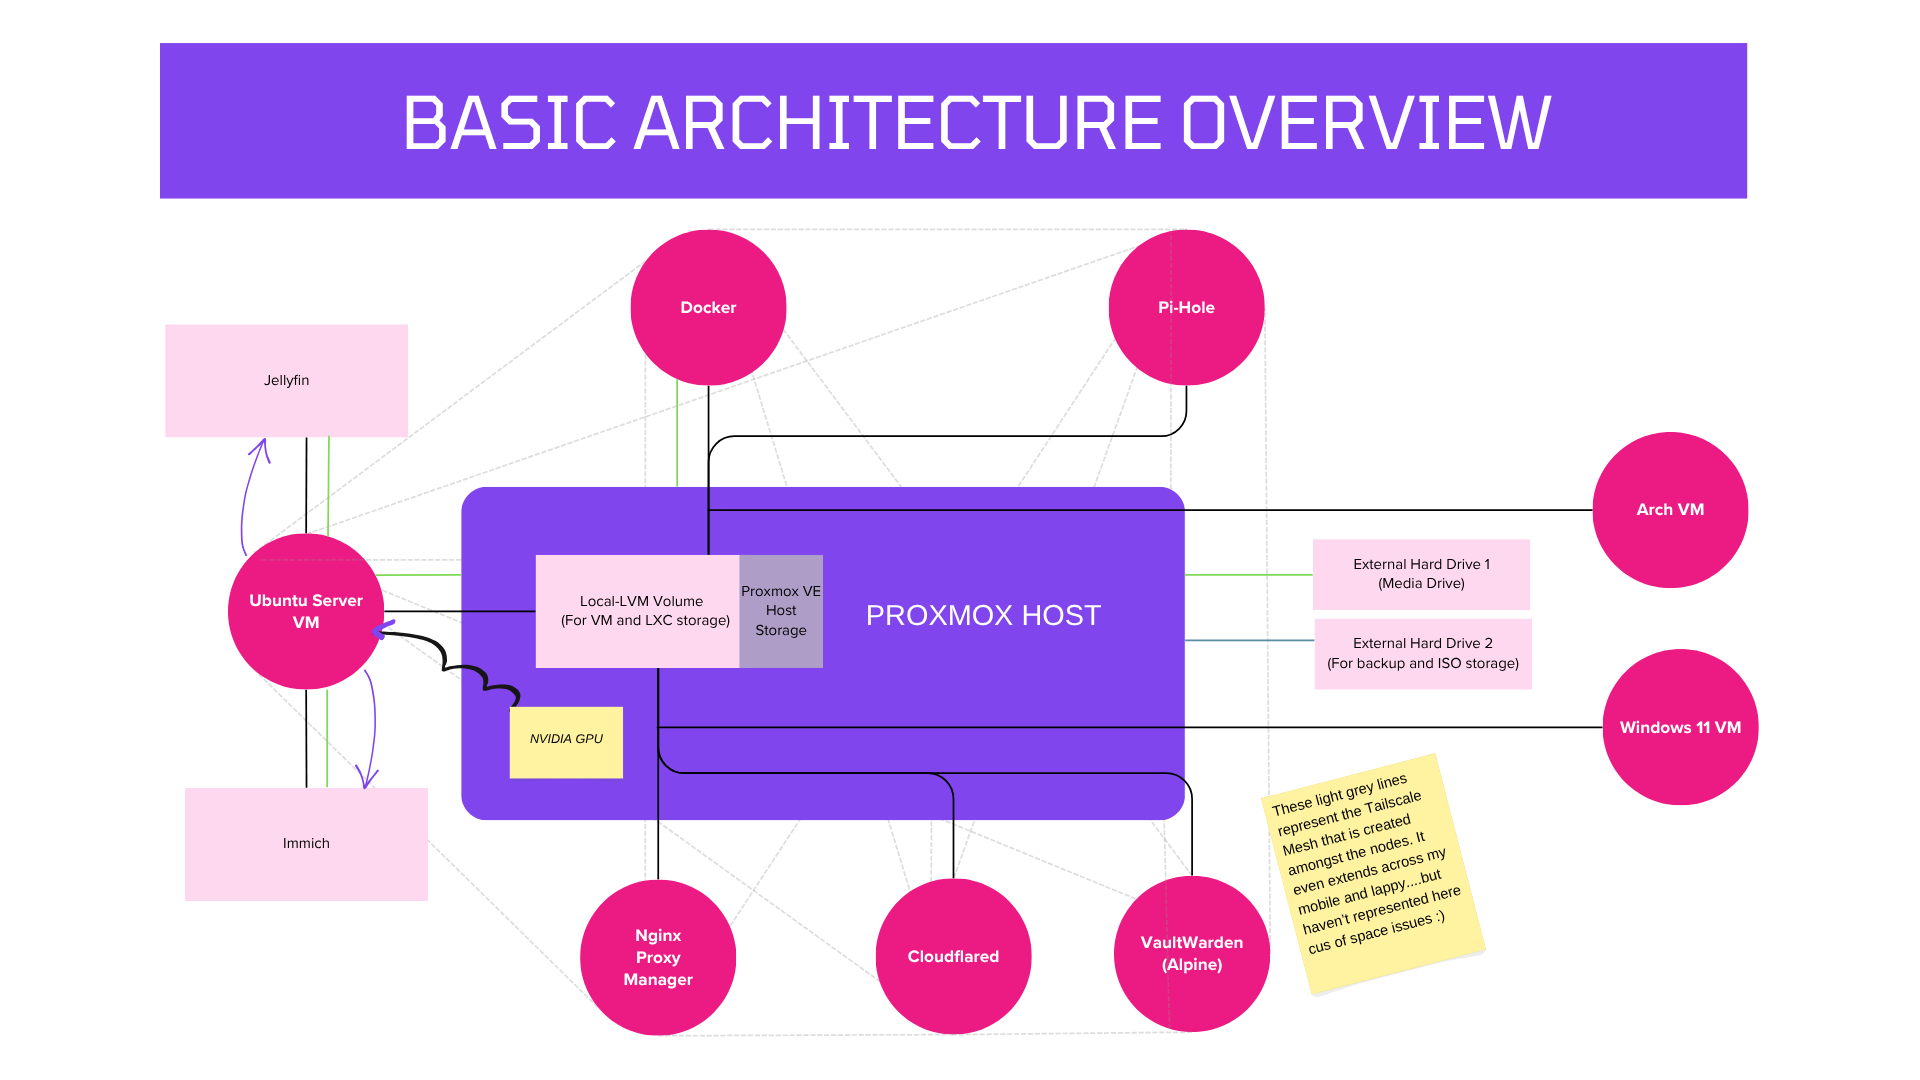 BASIC ARCHITECTURE OVERVIEW
Docker
Pi-Hole
Jellyfin
Arch VM
External Hard Drive 1
(Media Drive)
Ubuntu Server
VM
Local-LVM Volume
(For VM and LXC storage)
Proxmox VE
Host
Storage
PROXMOX HOST
External Hard Drive 2
(For backup and ISO storage)
NVIDIA GPU
Windows 11 VM
These light grey lines
represent the Tailscale
Mesh that is created
amongst the nodes. It
even extends across my
mobile and lappy....but
haven't represented here
cus of space issues :)
Immich
Nginx
Proxy
Manager
Cloudflared
VaultWarden
(Alpine)